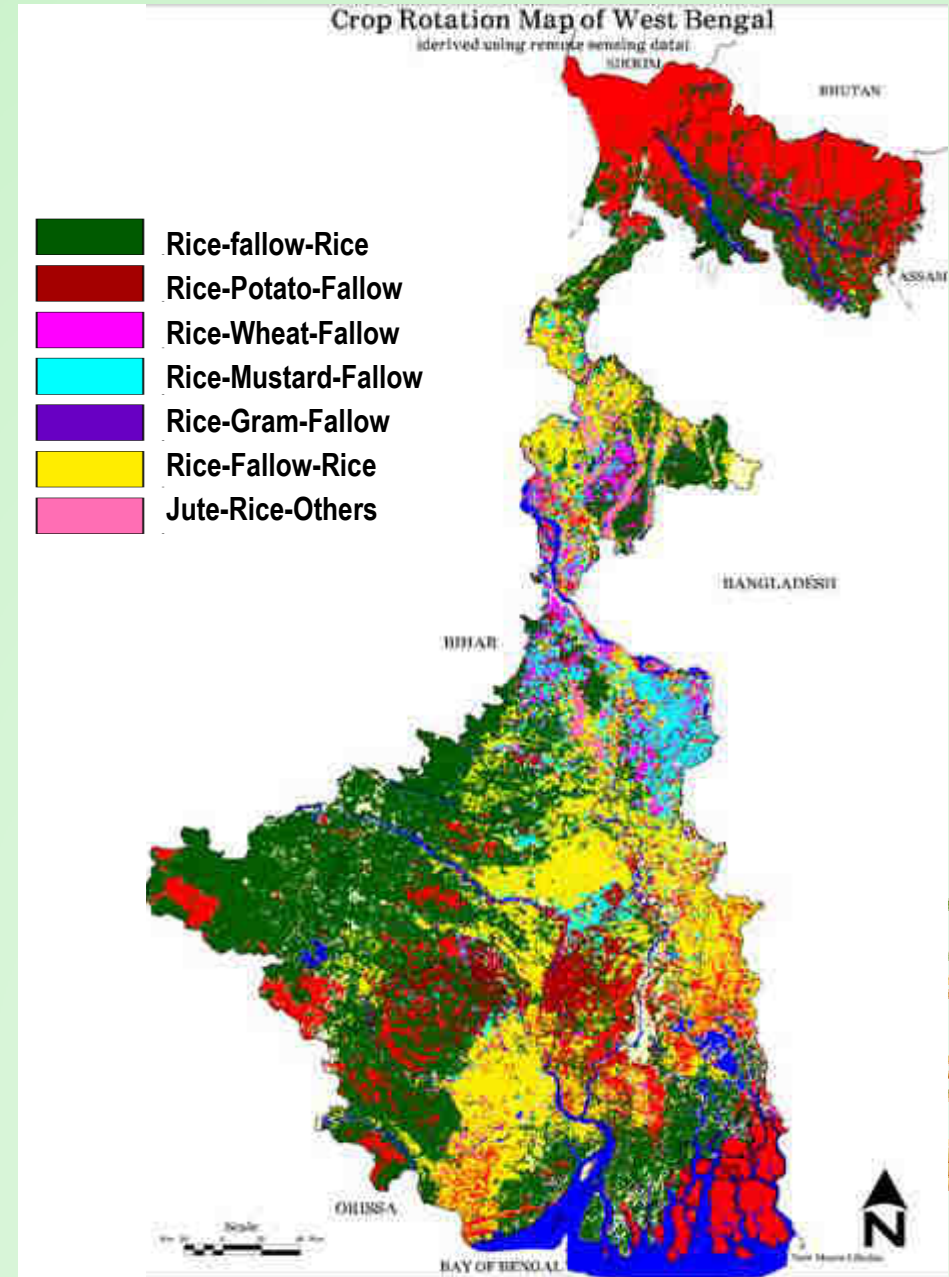 Crop Rotation Map of West Bengal
(derived using remote sensing data)
SIKKIM
BHUTAN
Rice-fallow-Rice
Rice-Potato-Fallow
ASSAM
Rice-Wheat-Fallow
Rice-Mustard-Fallow
Rice-Gram-Fallow
Rice-Fallow-Rice
Jute-Rice-Others
BANGLADESH
BIHAR
ORISSA
Scale
N
BAY OF BENGAL